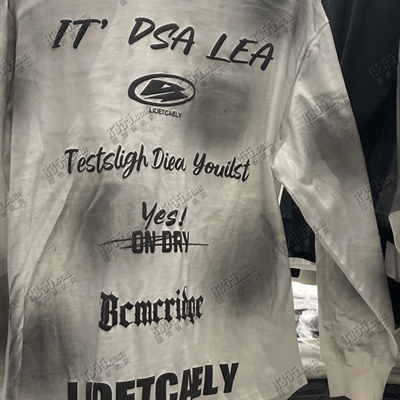 IT' DSA LEA
LIDETCAELY
Testsligh Diea Youilst
Yes!
ON DRY
Bcmcridge
LIDETCAELY